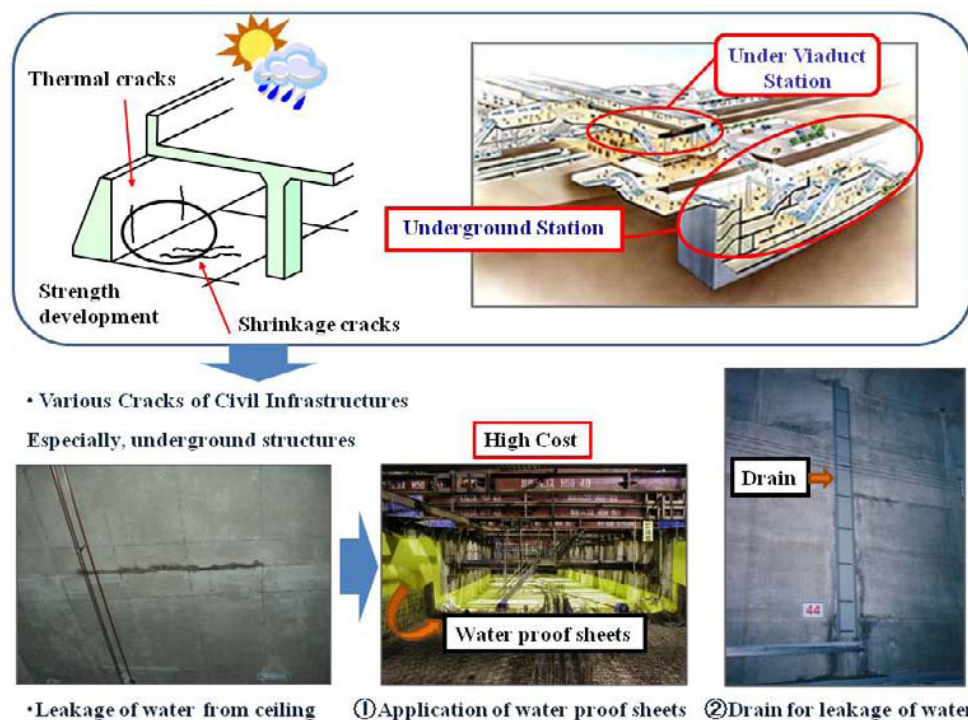 Thermal cracks
Under Viaduct
Station
Underground Station
Strength
development
Shrinkage cracks
• Various Cracks of Civil Infrastructures
Especially, underground structures
High Cost
Drain
44
Water proof sheets
•Leakage of water from ceiling
①Application of water proof sheets
②Drain for leakage of water